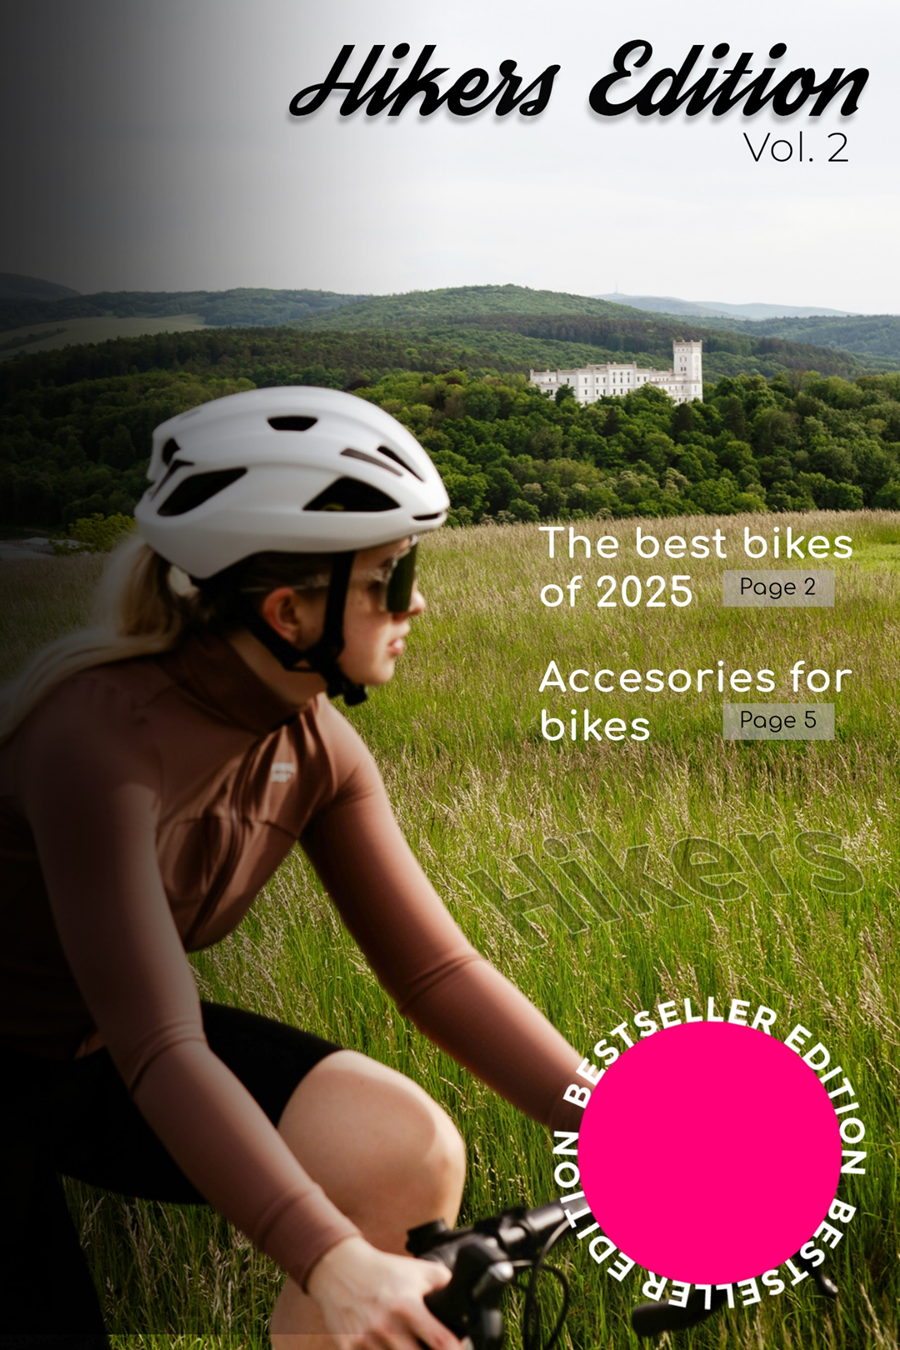 Hikers Edition
Vol. 2
The best bikes
of 2025
Page 2
Accesories for
bikes
Page 5
Hikers
BESTSELLER EDITION BESTSELLER EDITION